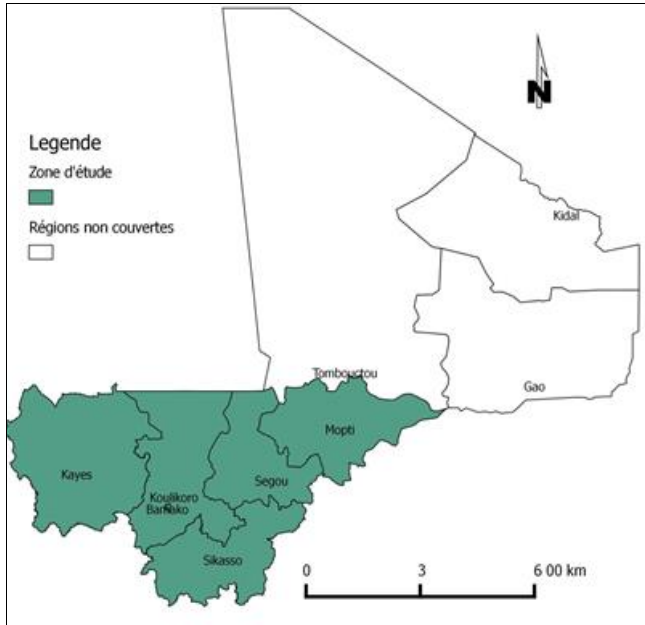 N
Legende
Zone d'étude
Régions non couvertes
Kidal
Tombouctou
Gao
Mopti
Kayes
Segou
Koulikoro
Bamako
Sikasso
0 3 6 00 km